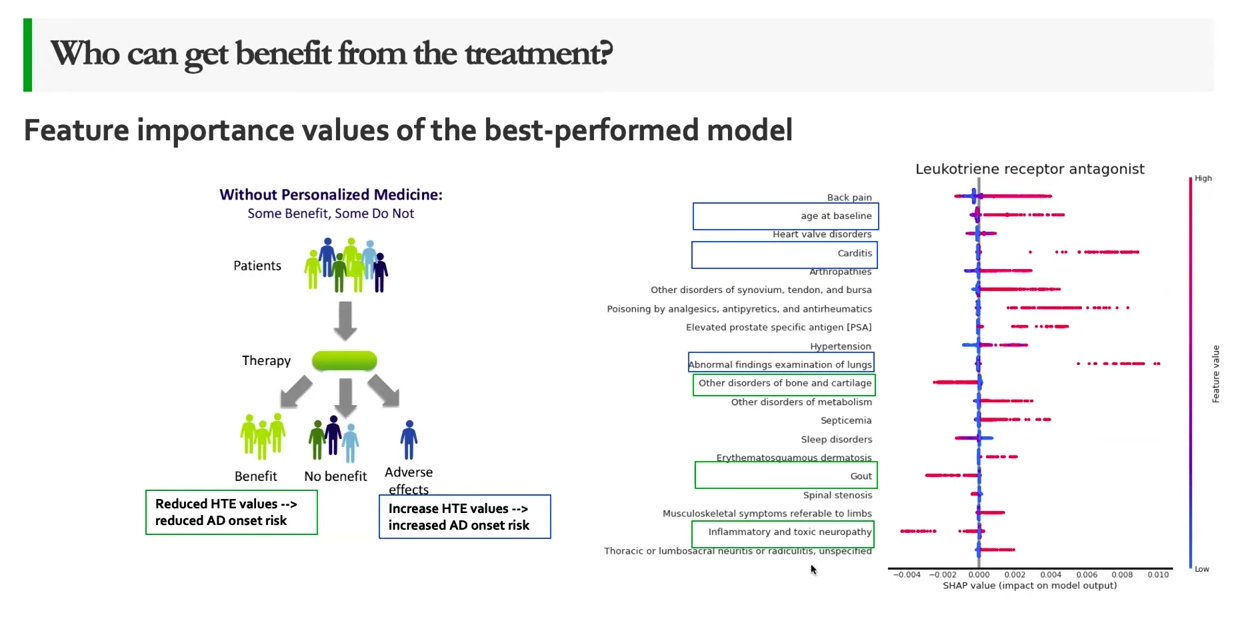 Who can get benefit from the treatment?
Feature importance values of the best-performed model
Without Personalized Medicine:
Some Benefit, Some Do Not
Patients
Therapy
Benefit
No benefit
Adverse
effects
Reduced HTE values -->
reduced AD onset risk
Increase HTE values -->
increased AD onset risk
Leukotriene receptor antagonist
Back pain
age at baseline
Heart valve disorders
Carditis
Arthropathies
Other disorders of synovium, tendon, and bursa
Poisoning by analgesics, antipyretics, and antirheumatics
Elevated prostate specific antigen [PSA]
Hypertension
Abnormal findings examination of lungs
Other disorders of bone and cartilage
Other disorders of metabolism
Septicemia
Sleep disorders
Erythematosquamous dermatosis
Gout
Spinal stenosis
Musculoskeletal symptoms referable to limbs
Inflammatory and toxic neuropathy
Thoracic or lumbosacral neuritis or radiculitis, unspecified
−0.004 −0.002 0.000 0.002 0.004 0.006 0.008 0.010
SHAP value (impact on model output)
High
Feature value
Low